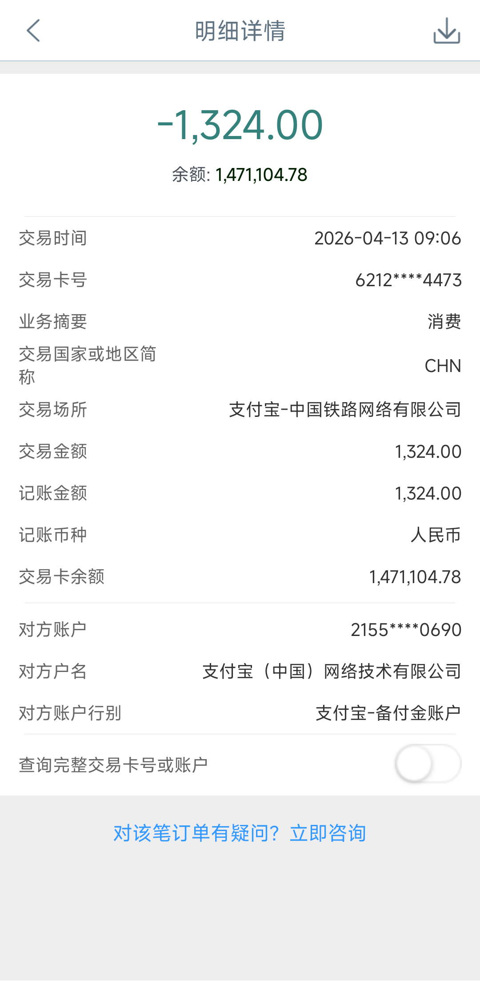 明细详情
-1,324.00
余额: 1,471,104.78
交易时间 2026-04-13 09:06
交易卡号 6212****4473
业务摘要 消费
交易国家或地区简
称 CHN
交易场所 支付宝-中国铁路网络有限公司
交易金额 1,324.00
记账金额 1,324.00
记账币种 人民币
交易卡余额 1,471,104.78
对方账户 2155****0690
对方户名 支付宝（中国）网络技术有限公司
对方账户行别 支付宝-备付金账户
查询完整交易卡号或账户
对该笔订单有疑问？立即咨询